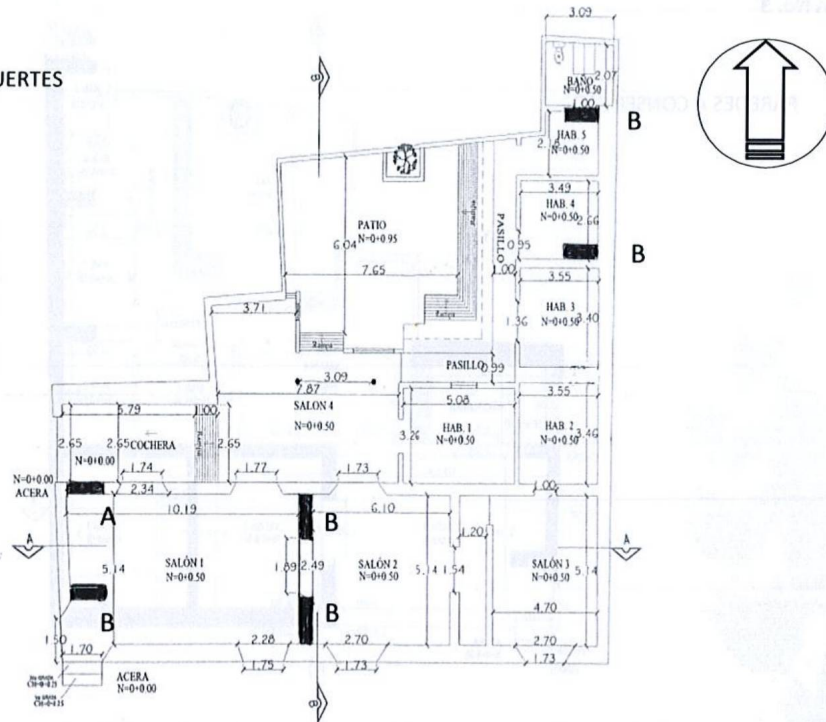 UERTES
3.09
B
BAÑO
N=0+0.50
2.07
1.00
B
HAB. 5
N=0+0.50
3.49
HAB. 4
N=0+0.50
2.66
B
PATIO
N=0+0.95
6.04
7.65
PASILLO
0.95
1.00
3.55
HAB. 3
N=0+0.50
3.40
1.36
3.71
Rampa
Rampa
PASILLO
0.99
3.09
7.87
5.08
3.55
5.79
1.00
SALON 4
N=0+0.50
HAB. 1
N=0+0.50
3.26
HAB. 2
N=0+0.50
3.46
2.65
2.65
COCHERA
N=0+0.00
Rampa
2.65
1.74
1.77
1.73
N=0+0.00
ACERA
2.34
1.00
A
10.19
B
6.10
1.20
A
A
SALÓN 1
N=0+0.50
5.14
1.89
2.49
SALÓN 2
N=0+0.50
5.14
1.54
SALÓN 3
N=0+0.50
5.14
B
B
4.70
1.50
1.70
2.28
2.70
2.70
1.75
1.73
1.73
ACERA
N=0+0.00
B